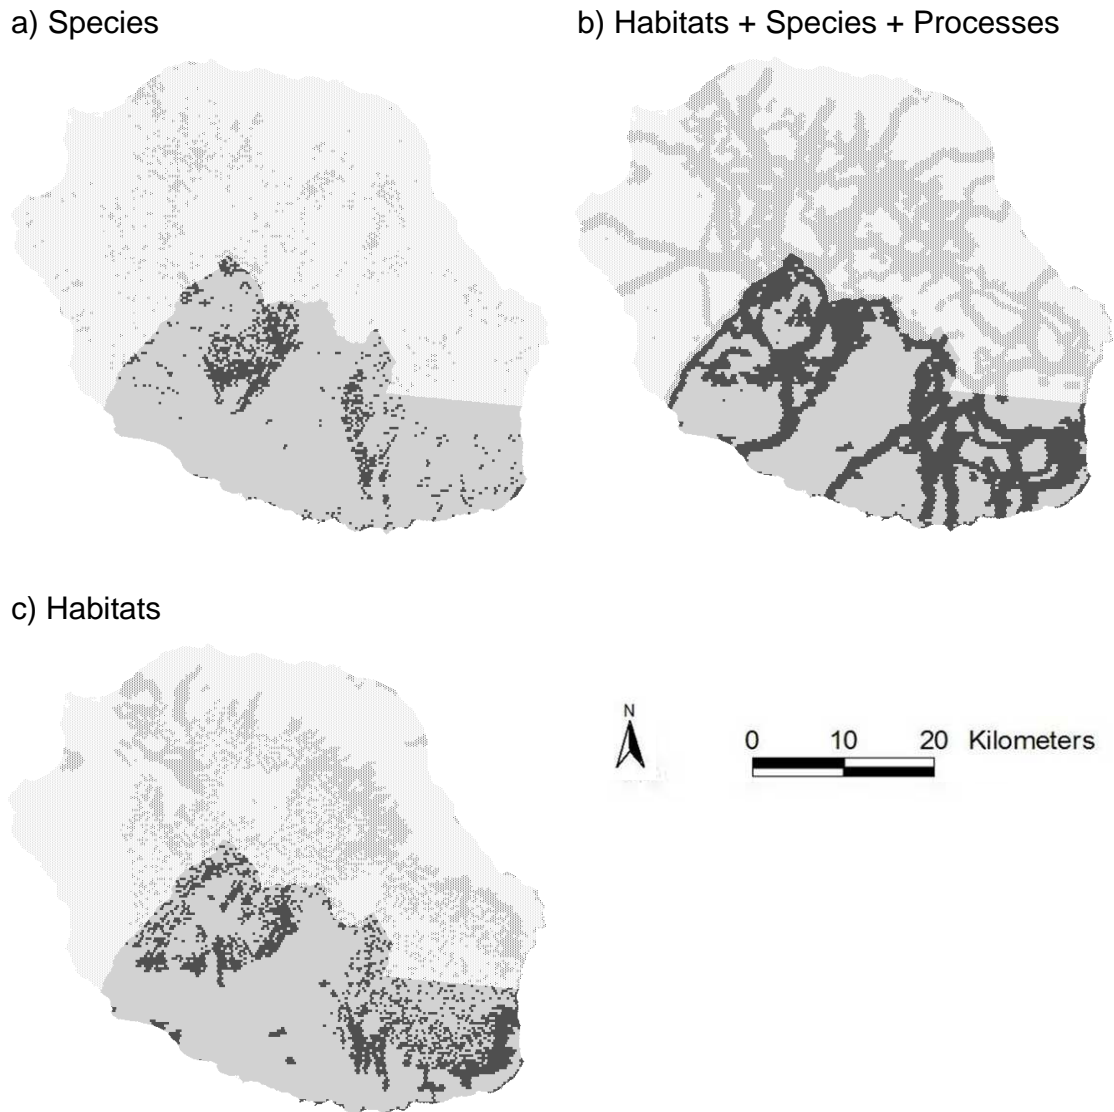 a) Species
b) Habitats + Species + Processes
c) Habitats
N
0 10 20 Kilometers